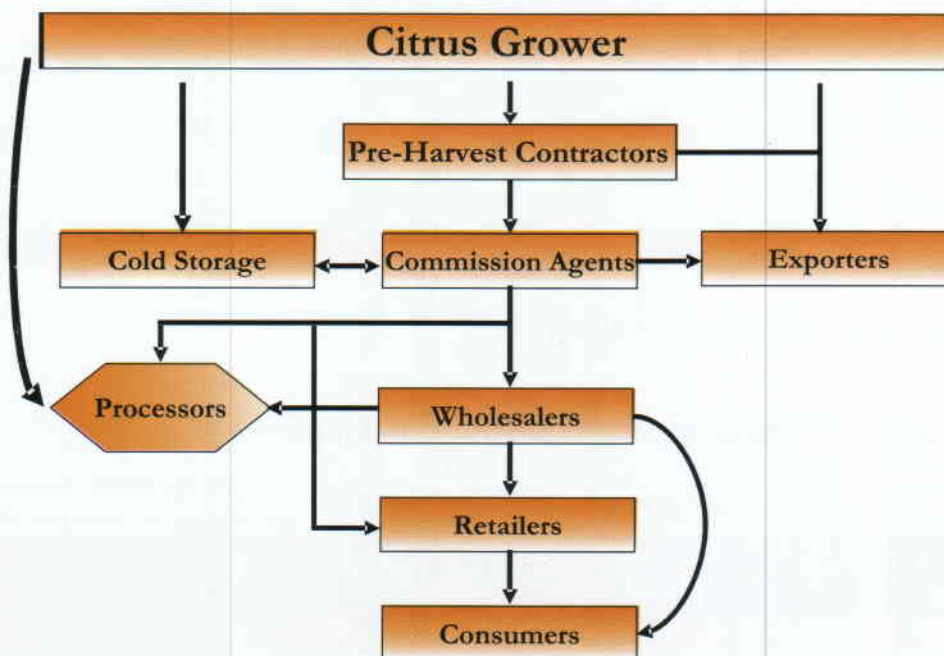 Citrus Grower
Pre-Harvest Contractors
Cold Storage
Commission Agents
Exporters
Processors
Wholesalers
Retailers
Consumers